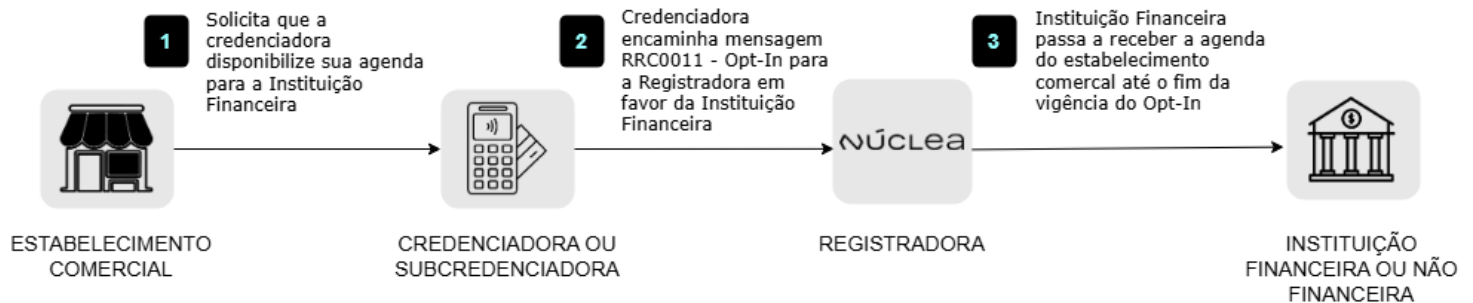 1
Solicita que a
credenciadora
disponibilize sua agenda
para a Instituição
Financeira
2
Credenciadora
encaminha mensagem
RRC0011 - Opt-In para
a Registradora em
favor da Instituição
Financeira
3
Instituição Financeira
passa a receber a agenda
do estabelecimento
comercal até o fim da
vigência do Opt-In
NÚCLEA
$
ESTABELECIMENTO
COMERCIAL
CREDENCIADORA OU
SUBCREDENCIADORA
REGISTRADORA
INSTITUIÇÃO
FINANCEIRA OU NÃO
FINANCEIRA